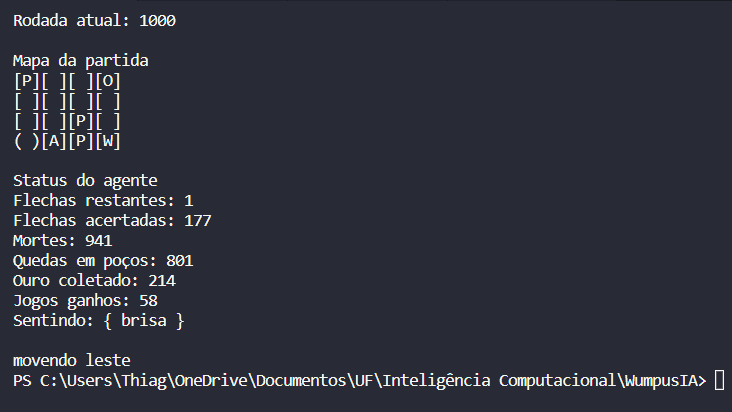 Rodada atual: 1000
Mapa da partida
[P][ ][ ][O]
[ ][ ][ ][ ]
[ ][ ][P][ ]
( )[A][P][W]
Status do agente
Flechas restantes: 1
Flechas acertadas: 177
Mortes: 941
Quedas em poços: 801
Ouro coletado: 214
Jogos ganhos: 58
Sentindo: { brisa }
movendo leste
PS C:\Users\Thiag\OneDrive\Documentos\UF\Inteligência Computacional\WumpusIA>